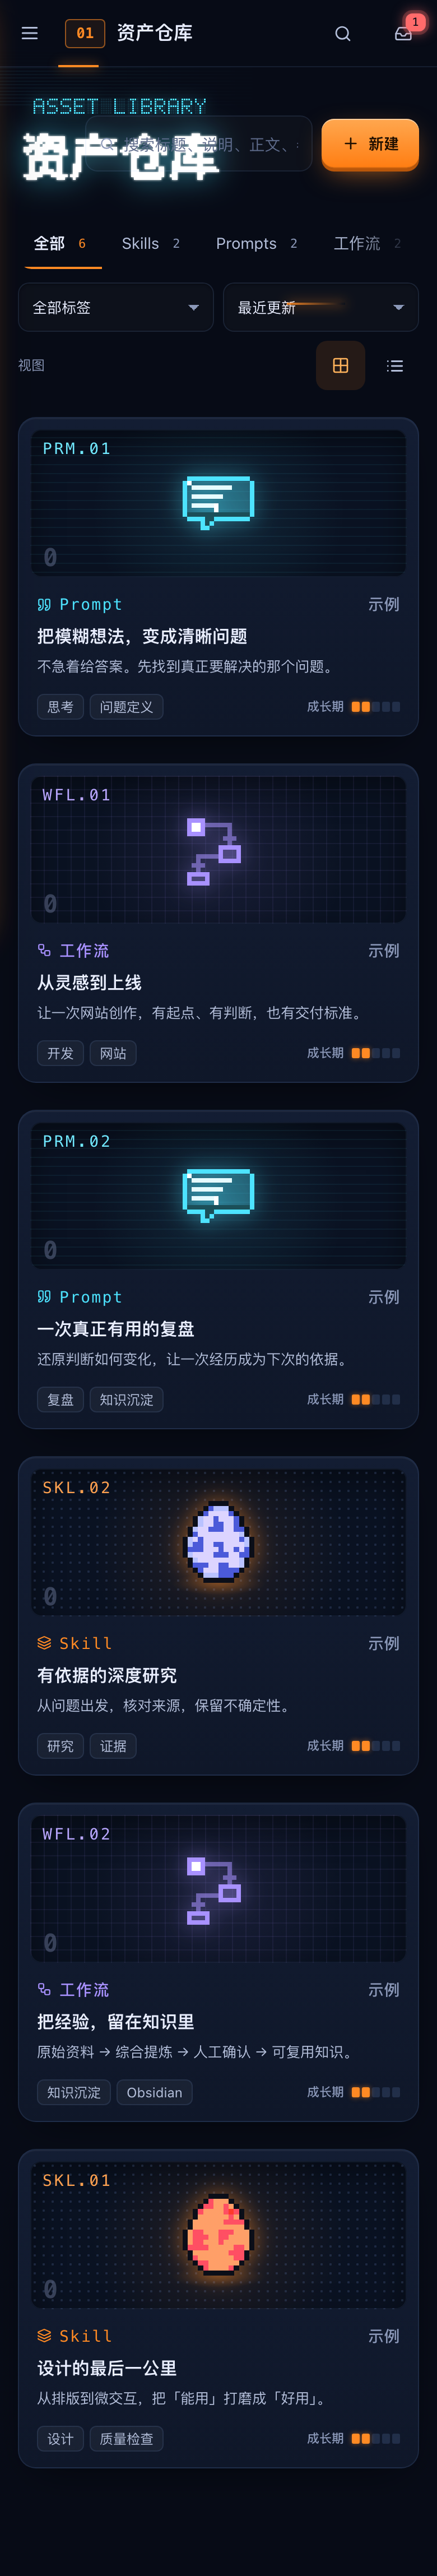 01 资产仓库 1
ASSET LIBRARY
资产仓库
搜索标题、说明、正文、
新建
全部 6 Skills 2 Prompts 2 工作流 2
全部标签 最近更新
视图
PRM.01
0
Prompt 示例
把模糊想法，变成清晰问题
不急着给答案。先找到真正要解决的那个问题。
思考 问题定义 成长期
WFL.01
0
工作流 示例
从灵感到上线
让一次网站创作，有起点、有判断，也有交付标准。
开发 网站 成长期
PRM.02
0
Prompt 示例
一次真正有用的复盘
还原判断如何变化，让一次经历成为下次的依据。
复盘 知识沉淀 成长期
SKL.02
0
Skill 示例
有依据的深度研究
从问题出发，核对来源，保留不确定性。
研究 证据 成长期
WFL.02
0
工作流 示例
把经验，留在知识里
原始资料 → 综合提炼 → 人工确认 → 可复用知识。
知识沉淀 Obsidian 成长期
SKL.01
0
Skill 示例
设计的最后一公里
从排版到微交互，把「能用」打磨成「好用」。
设计 质量检查 成长期